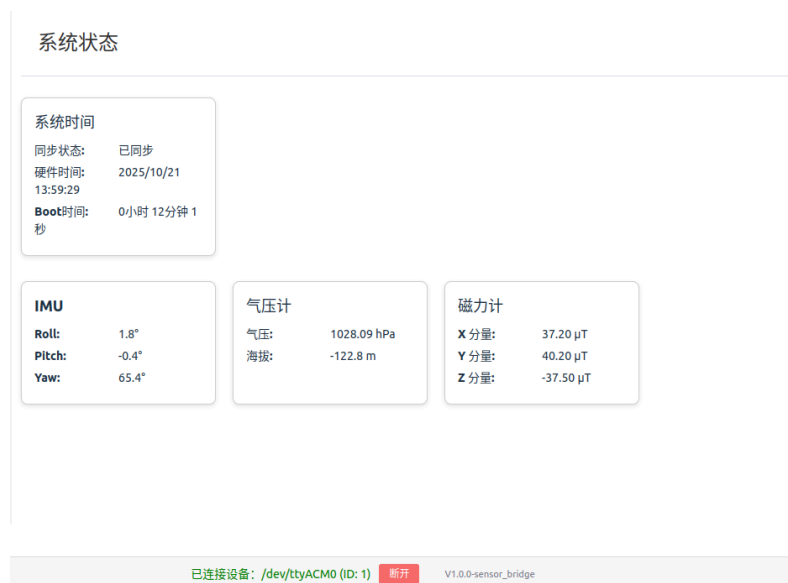 系统状态
系统时间
同步状态: 已同步
硬件时间: 2025/10/21
13:59:29
Boot时间: 0小时 12分钟 1
秒
IMU
Roll: 1.8°
Pitch: -0.4°
Yaw: 65.4°
气压计
气压: 1028.09 hPa
海拔: -122.8 m
磁力计
X 分量: 37.20 μT
Y 分量: 40.20 μT
Z 分量: -37.50 μT
已连接设备: /dev/ttyACM0 (ID: 1) 断开 V1.0.0-sensor_bridge